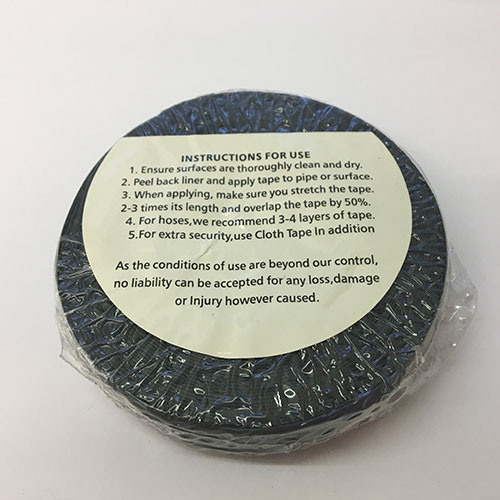 INSTRUCTIONS FOR USE
1. Ensure surfaces are thoroughly clean and dry.
2. Peel back liner and apply tape to pipe or surface.
3. When applying, make sure you stretch the tape.
2-3 times its length and overlap the tape by 50%.
4. For hoses,we recommend 3-4 layers of tape.
5.For extra security,use Cloth Tape In addition
As the conditions of use are beyond our control,
no liability can be accepted for any loss,damage
or Injury however caused.